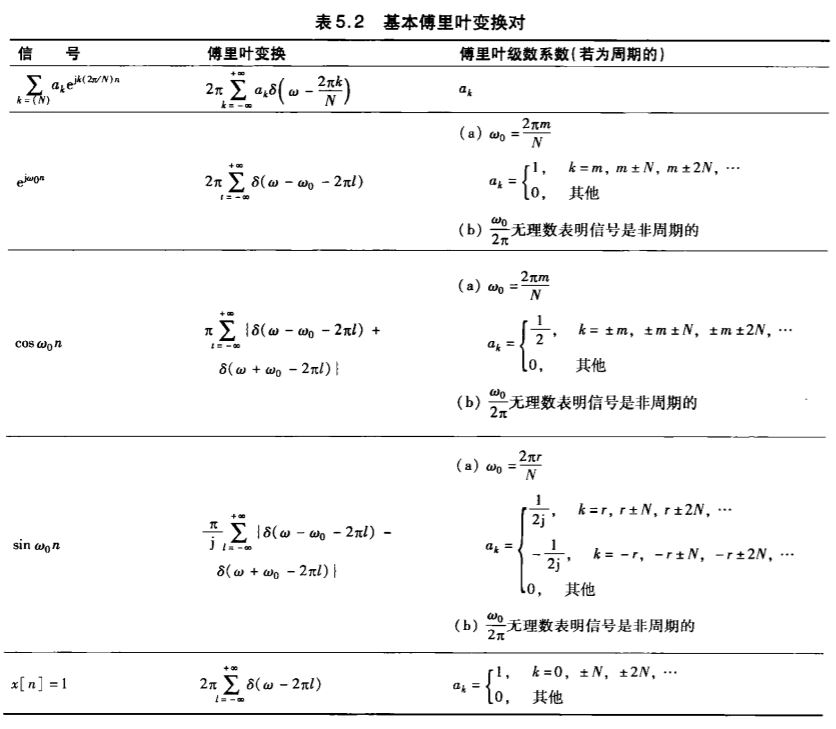 表5.2 基本傅里叶变换对
信 号 傅里叶变换 傅里叶级数系数(若为周期的)
$\sum_{k=\langle N\rangle} a_k e^{jk(2\pi/N)n}$ $2\pi\sum_{k=-\infty}^{+\infty} a_k\delta\left(\omega-\frac{2\pi k}{N}\right)$ $a_k$
$e^{j\omega_0 n}$ $2\pi\sum_{l=-\infty}^{+\infty}\delta(\omega-\omega_0-2\pi l)$
(a) $\omega_0=\frac{2\pi m}{N}$
$a_k=\begin{cases}1, & k=m, m\pm N, m\pm 2N, \cdots\\0, & 其他\end{cases}$
(b) $\frac{\omega_0}{2\pi}$无理数表明信号是非周期的
$\cos\omega_0 n$ $\pi\sum_{l=-\infty}^{+\infty}\{\delta(\omega-\omega_0-2\pi l)+$
$\delta(\omega+\omega_0-2\pi l)\}$
(a) $\omega_0=\frac{2\pi m}{N}$
$a_k=\begin{cases}\frac{1}{2}, & k=\pm m, \pm m\pm N, \pm m\pm 2N, \cdots\\0, & 其他\end{cases}$
(b) $\frac{\omega_0}{2\pi}$无理数表明信号是非周期的
$\sin\omega_0 n$ $\frac{\pi}{j}\sum_{l=-\infty}^{+\infty}\{\delta(\omega-\omega_0-2\pi l)-$
$\delta(\omega+\omega_0-2\pi l)\}$
(a) $\omega_0=\frac{2\pi r}{N}$
$a_k=\begin{cases}\frac{1}{2j}, & k=r, r\pm N, r\pm 2N, \cdots\\-\frac{1}{2j}, & k=-r, -r\pm N, -r\pm 2N, \cdots\\0, & 其他\end{cases}$
(b) $\frac{\omega_0}{2\pi}$无理数表明信号是非周期的
$x[n]=1$ $2\pi\sum_{l=-\infty}^{+\infty}\delta(\omega-2\pi l)$ $a_k=\begin{cases}1, & k=0, \pm N, \pm 2N, \cdots\\0, & 其他\end{cases}$